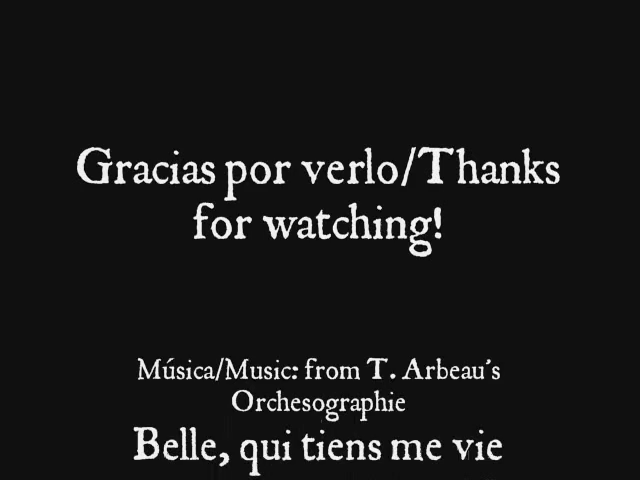 Gracias por verlo/Thanks
for watching!
Música/Music: from T. Arbeau's
Orchesographie
Belle, qui tiens me vie